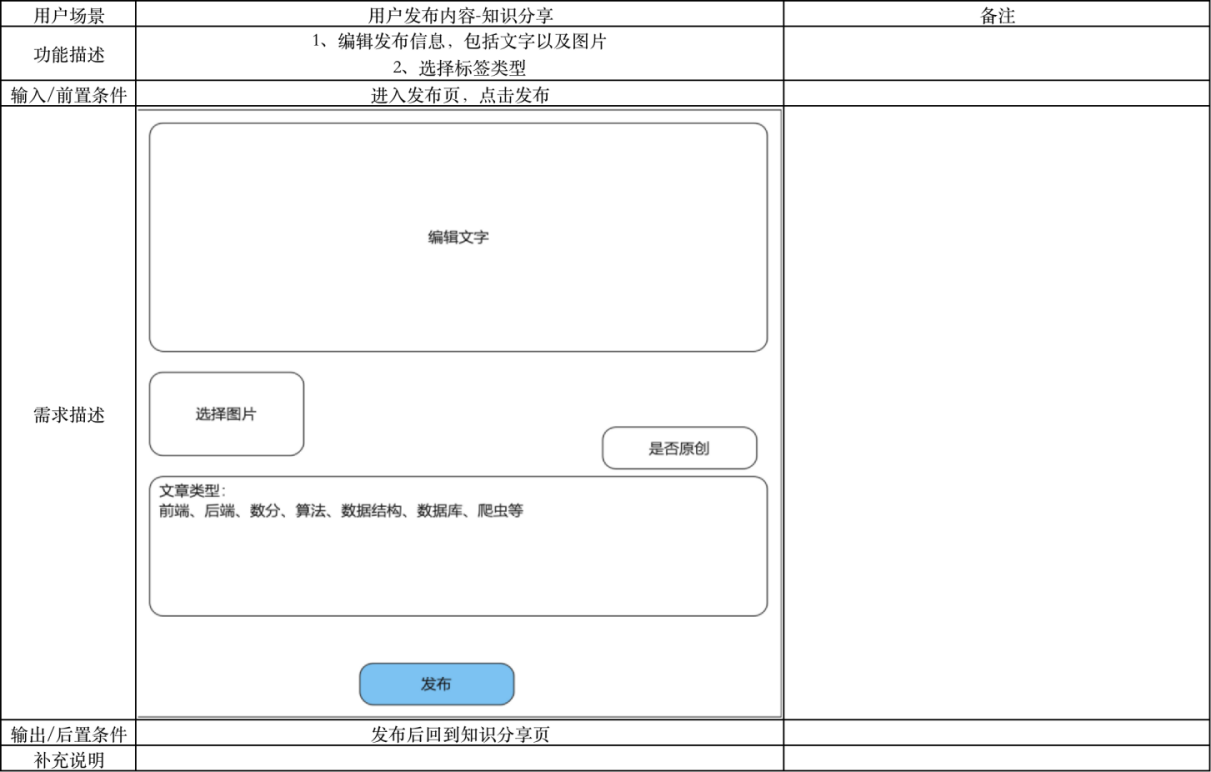 用户场景
用户发布内容-知识分享
备注
功能描述
1、编辑发布信息，包括文字以及图片
2、选择标签类型
输入/前置条件
进入发布页，点击发布
需求描述
编辑文字
选择图片
是否原创
文章类型：
前端、后端、数分、算法、数据结构、数据库、爬虫等
发布
输出/后置条件
发布后回到知识分享页
补充说明